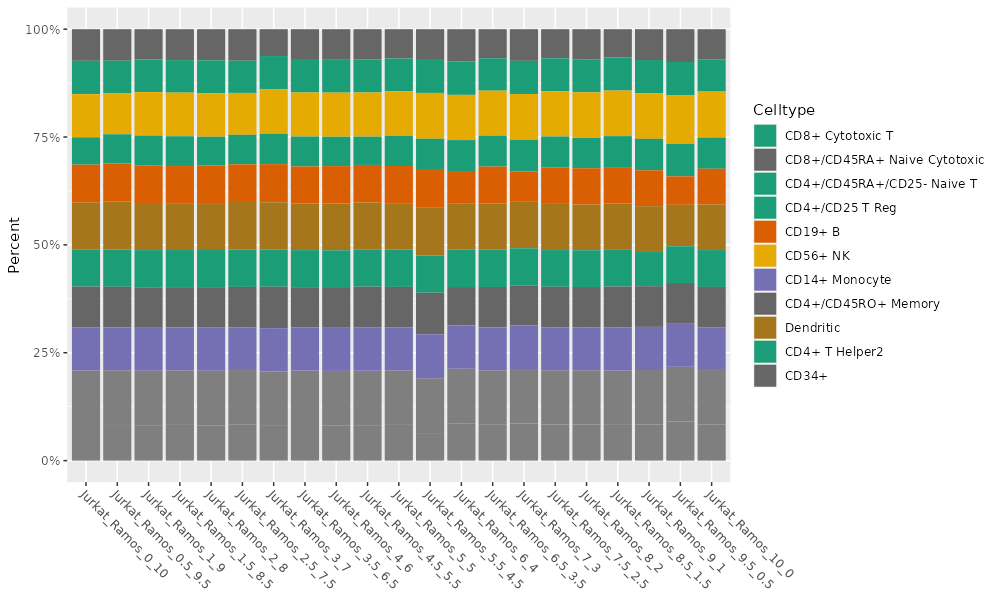 100%
75%
50%
25%
0%
Percent
Jurkat_Ramos_0_10
Jurkat_Ramos_0.5_9.5
Jurkat_Ramos_1_9
Jurkat_Ramos_1.5_8.5
Jurkat_Ramos_2_8
Jurkat_Ramos_2.5_7.5
Jurkat_Ramos_3_7
Jurkat_Ramos_3.5_6.5
Jurkat_Ramos_4_6
Jurkat_Ramos_4.5_5.5
Jurkat_Ramos_5_5
Jurkat_Ramos_5.5_4.5
Jurkat_Ramos_6_4
Jurkat_Ramos_6.5_3.5
Jurkat_Ramos_7_3
Jurkat_Ramos_7.5_2.5
Jurkat_Ramos_8_2
Jurkat_Ramos_8.5_1.5
Jurkat_Ramos_9_1
Jurkat_Ramos_9.5_0.5
Jurkat_Ramos_10_0
Celltype
CD8+ Cytotoxic T
CD8+/CD45RA+ Naive Cytotoxic
CD4+/CD45RA+/CD25- Naive T
CD4+/CD25 T Reg
CD19+ B
CD56+ NK
CD14+ Monocyte
CD4+/CD45RO+ Memory
Dendritic
CD4+ T Helper2
CD34+